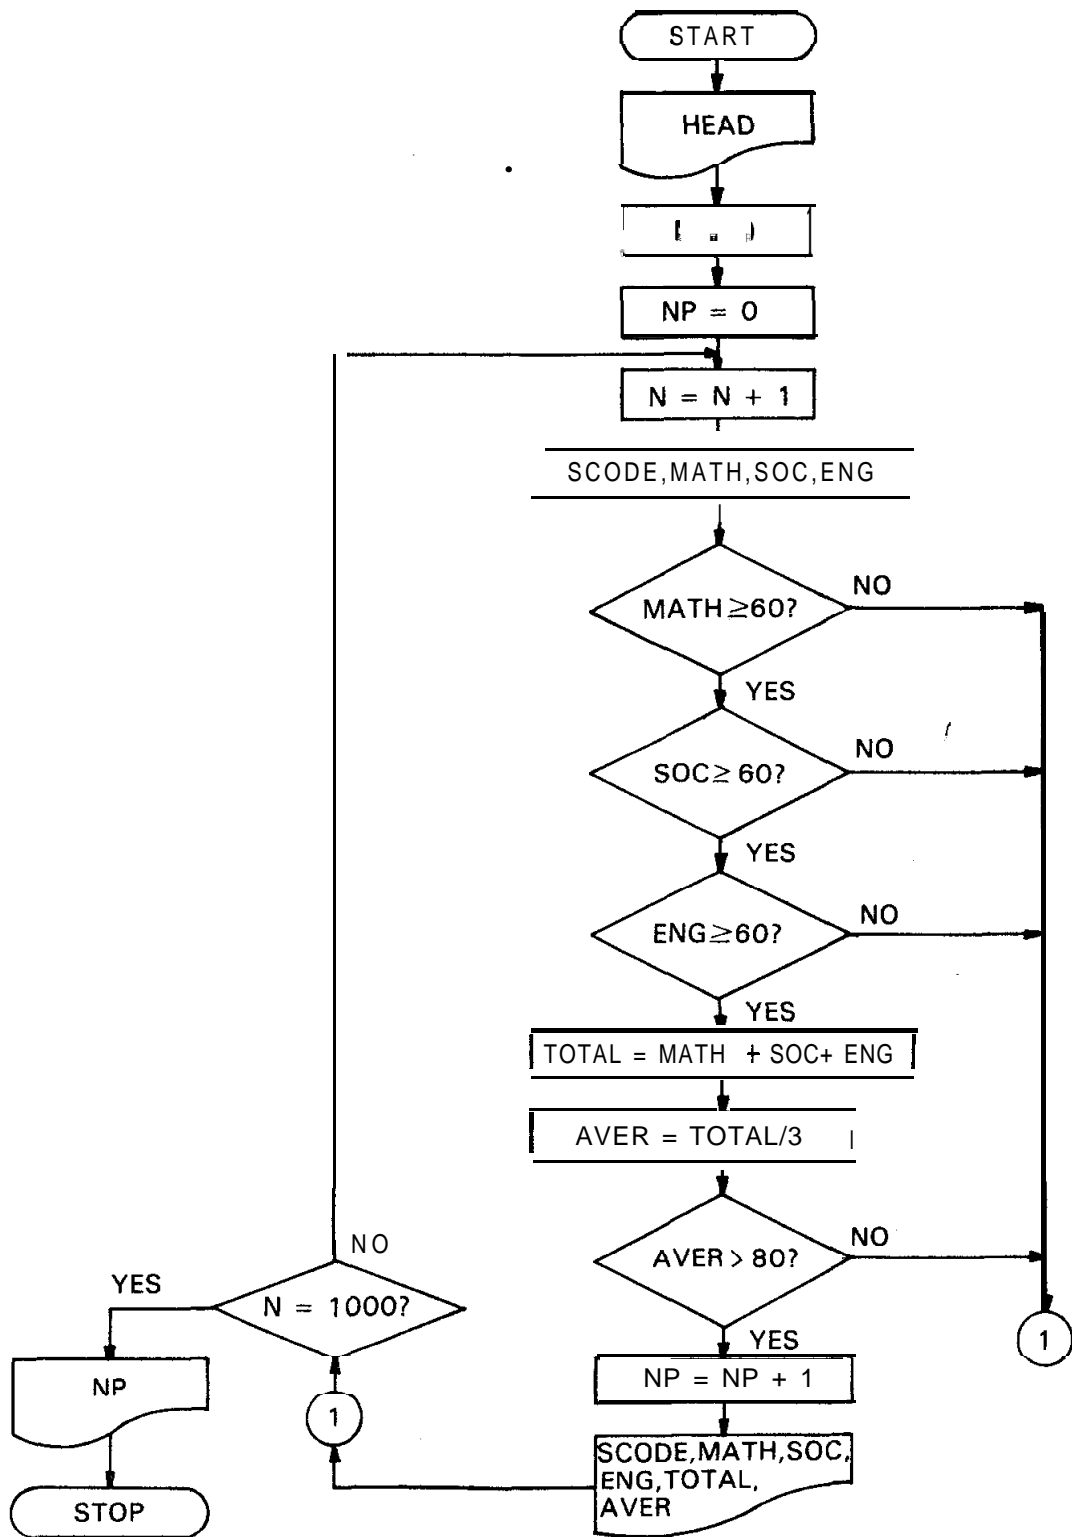 START
HEAD
NP = 0
N = N + 1
SCODE,MATH,SOC,ENG
MATH≥60?
NO
YES
SOC≥60?
NO
YES
ENG≥60?
NO
YES
TOTAL = MATH + SOC+ ENG
AVER = TOTAL/3
AVER > 80?
NO
YES
NP = NP + 1
SCODE,MATH,SOC,
ENG,TOTAL,
AVER
1
1
N = 1000?
NO
YES
NP
STOP